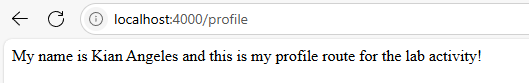 localhost:4000/profile
My name is Kian Angeles and this is my profile route for the lab activity!